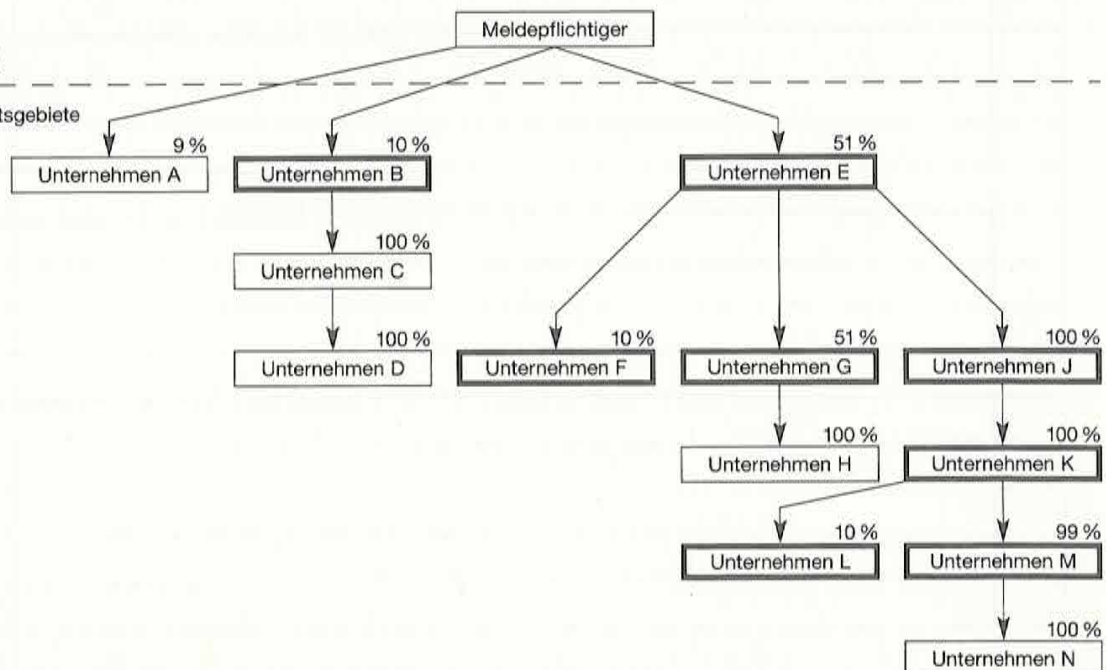 Meldepflichtiger
tsgebiete
9 %
10 %
51 %
Unternehmen A
Unternehmen B
Unternehmen E
100 %
Unternehmen C
100 %
10 %
51 %
100 %
Unternehmen D
Unternehmen F
Unternehmen G
Unternehmen J
100 %
100 %
Unternehmen H
Unternehmen K
10 %
99 %
Unternehmen L
Unternehmen M
100 %
Unternehmen N